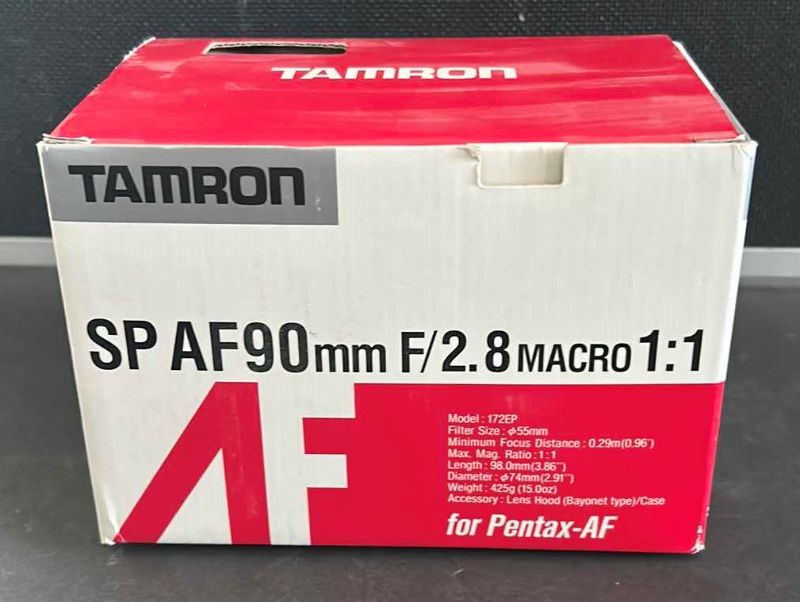 TAMRON
TAMRON
SP AF90mm F/2.8 MACRO 1:1
AF
Model : 172EP
Filter Size : ϕ55mm
Minimum Focus Distance : 0.29m(0.96")
Max. Mag. Ratio : 1 : 1
Length : 98.0mm(3.86")
Diameter : ϕ74mm(2.91")
Weight : 425g(15.0oz)
Accessory : Lens Hood (Bayonet type)/Case
for Pentax-AF